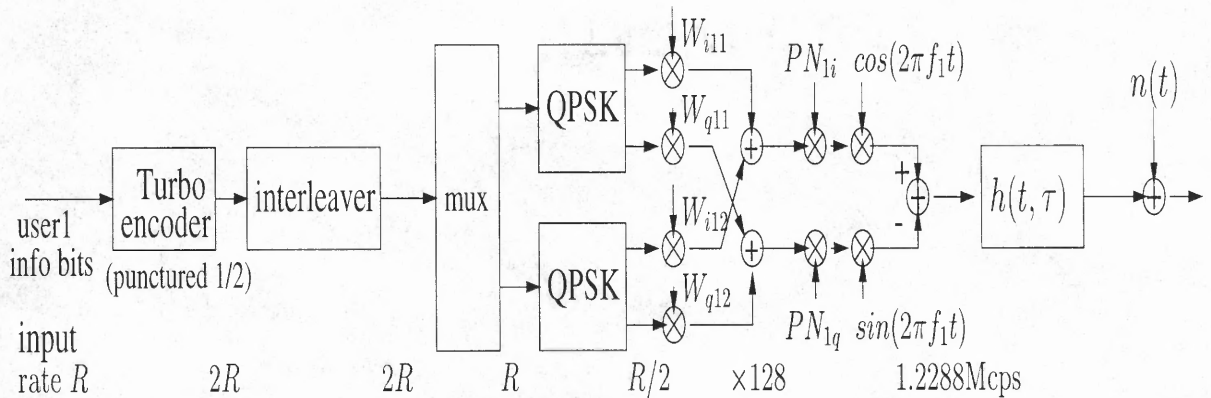 W_{i11}
PN_{1i} cos(2πf_1t)
n(t)
QPSK
W_{q11}
Turbo
encoder
interleaver
mux
+
+
+
h(t, τ)
+
user1
info bits
(punctured 1/2)
W_{i12}
-
QPSK
+
W_{q12}
PN_{1q} sin(2πf_1t)
input
rate R 2R 2R R R/2 ×128 1.2288Mcps